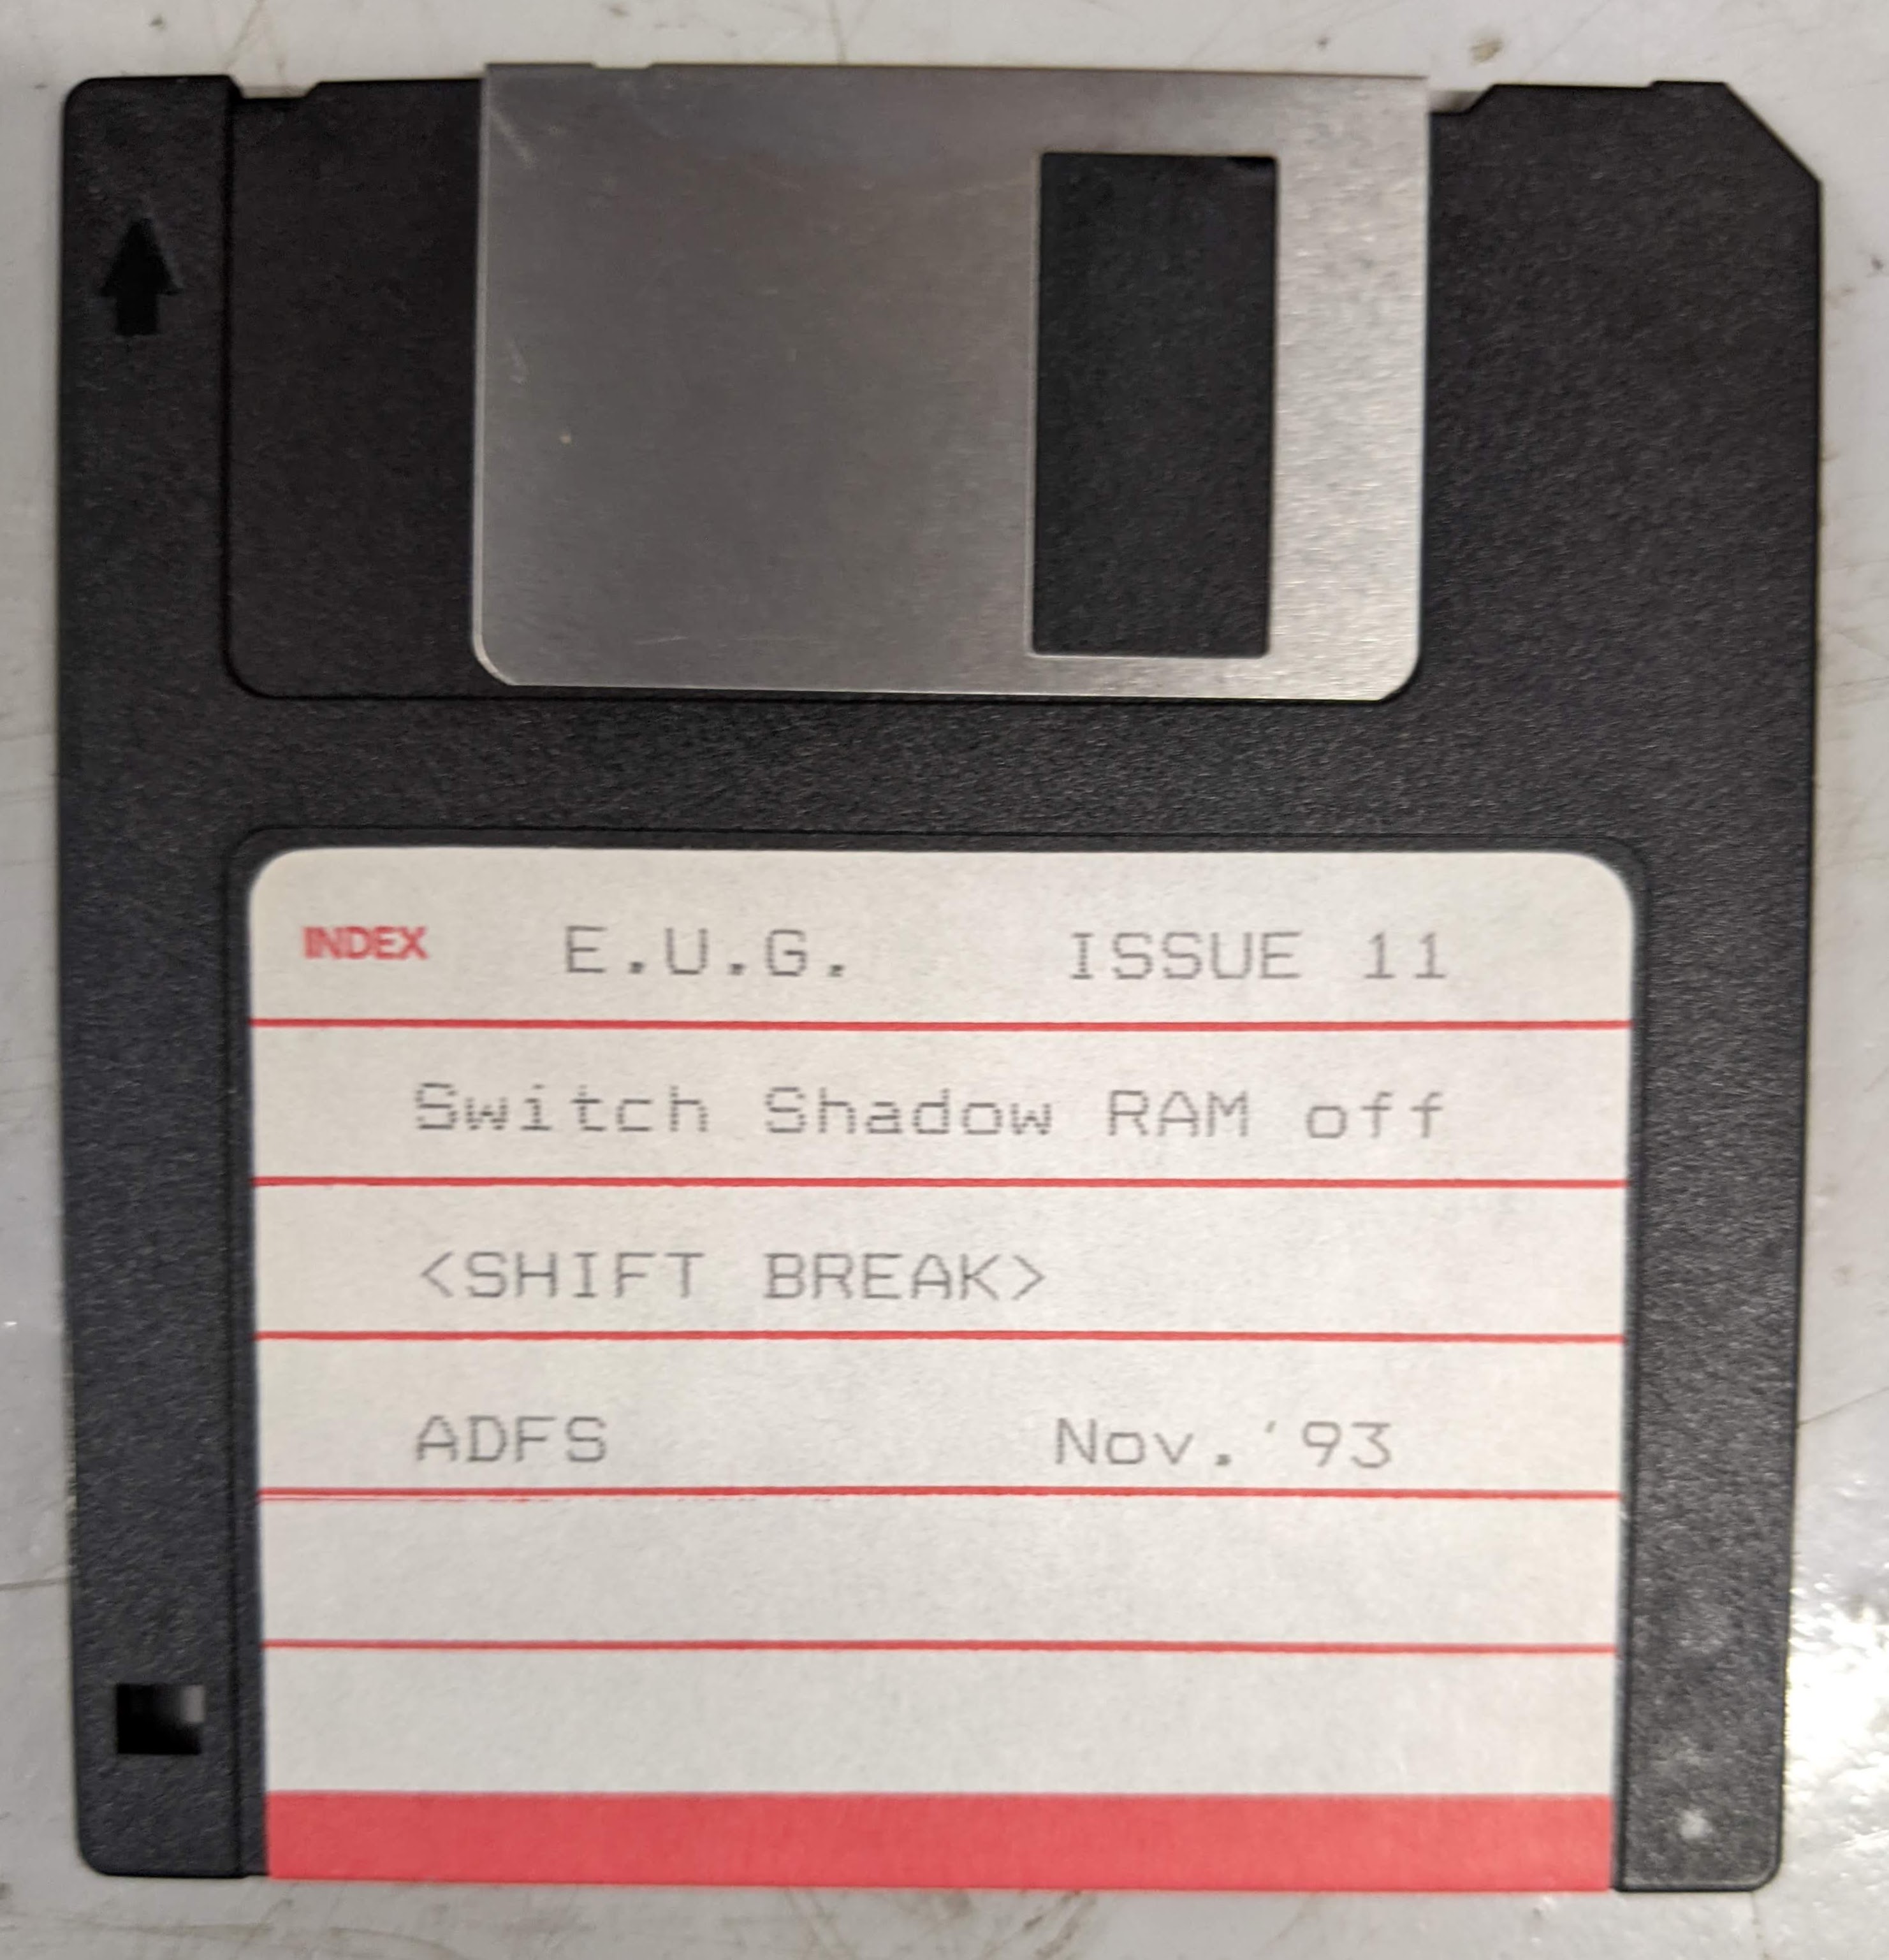 INDEX E.U.G. ISSUE 11
Switch Shadow RAM off
<SHIFT BREAK>
ADFS Nov.'93